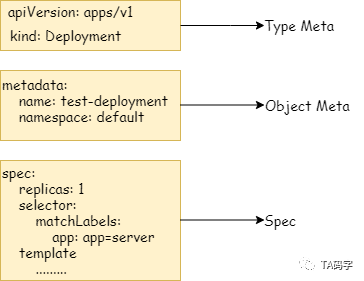 apiVersion: apps/v1
kind: Deployment
Type Meta
metadata:
name: test-deployment
namespace: default
Object Meta
spec:
replicas: 1
selector:
matchLabels:
app: app=server
template
.........
Spec
TA码字